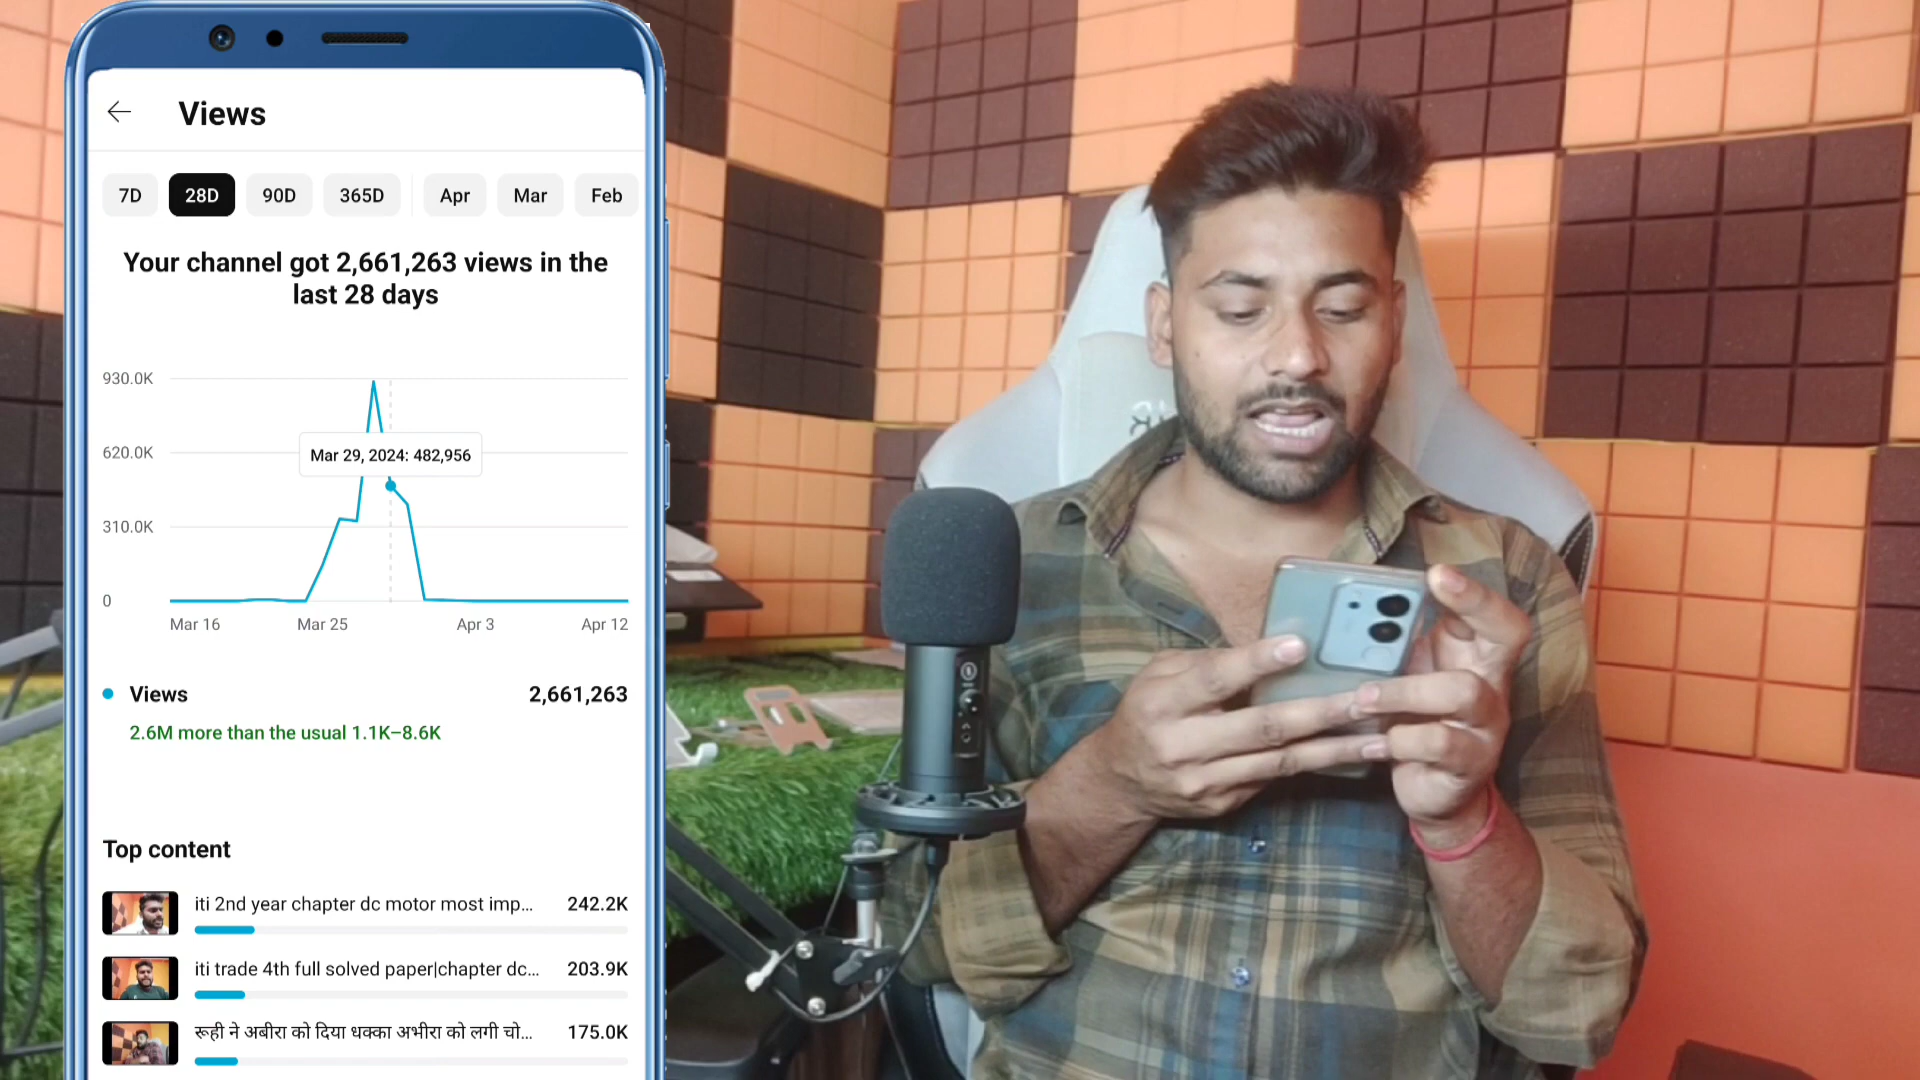 Views
7D 28D 90D 365D Apr Mar Feb
Your channel got 2,661,263 views in the
last 28 days
930.0K
Mar 29, 2024: 482,956
620.0K
310.0K
0
Mar 16 Mar 25 Apr 3 Apr 12
Views 2,661,263
2.6M more than the usual 1.1K–8.6K
Top content
iti 2nd year chapter dc motor most imp... 242.2K
iti trade 4th full solved paper|chapter dc... 203.9K
रूही ने अबीरा को दिया धक्का अभीरा को लगी चो... 175.0K